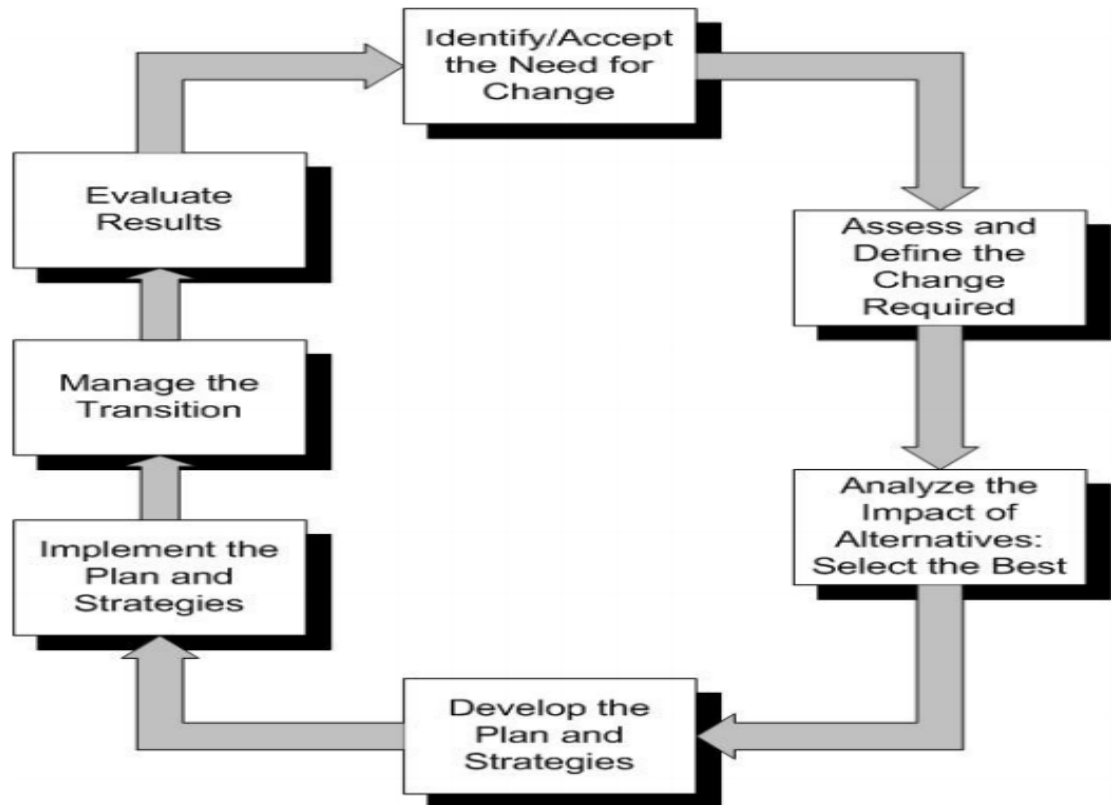 Identify/Accept
the Need for
Change
Assess and
Define the
Change
Required
Analyze the
Impact of
Alternatives:
Select the Best
Develop the
Plan and
Strategies
Implement the
Plan and
Strategies
Manage the
Transition
Evaluate
Results